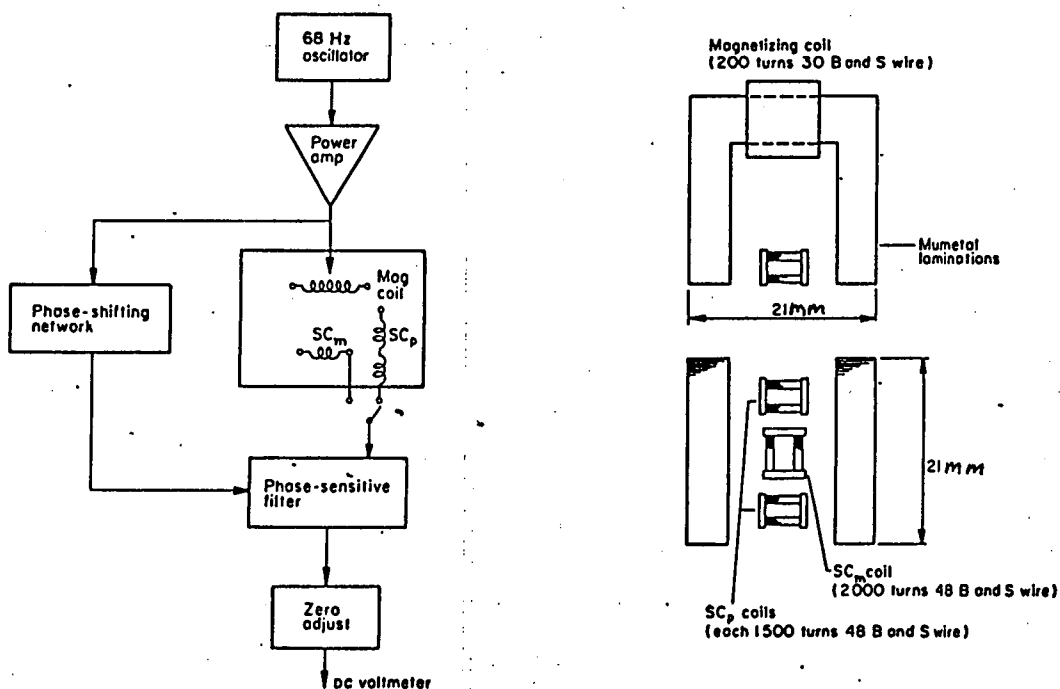 68 Hz
oscillator
Power
amp
Mag
coil
SCm
SCp
Phase-shifting
network
Phase-sensitive
filter
Zero
adjust
DC voltmeter
Magnetizing coil
(200 turns 30 B and S wire)
Mumetal
laminations
21MM
21MM
SCm coil
(2000 turns 48 B and S wire)
SCp coils
(each 1500 turns 48 B and S wire)